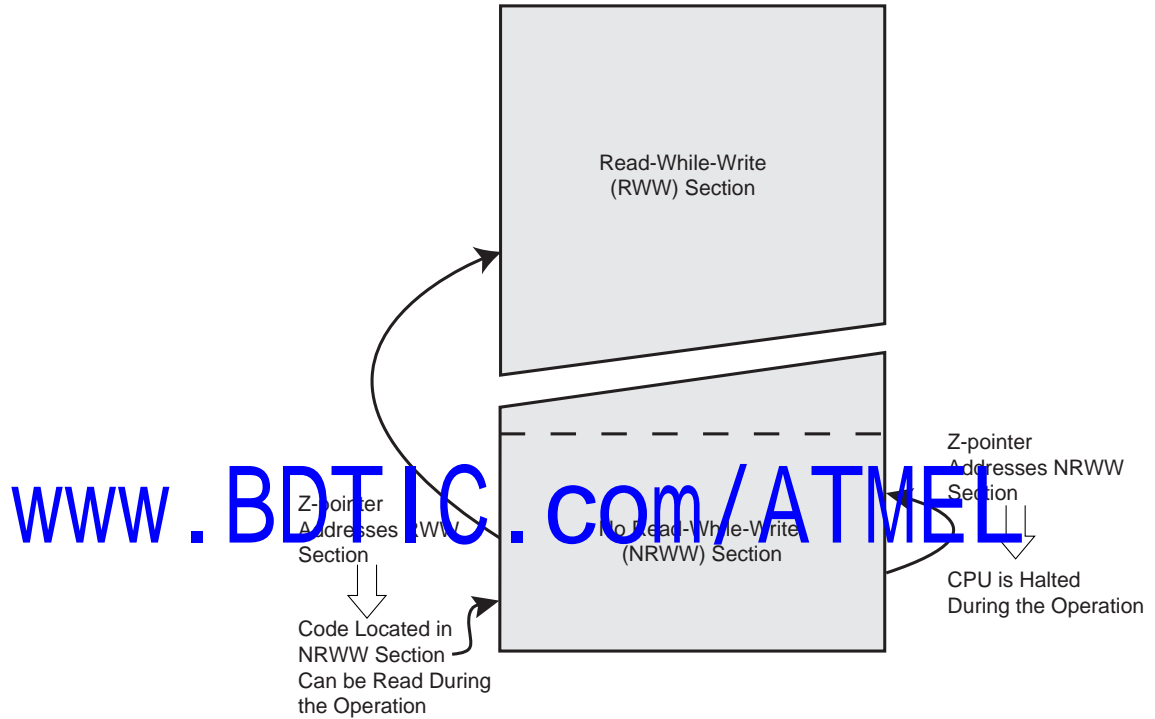 Read-While-Write
(RWW) Section
Z-pointer
Addresses NRWW
Section
www.BDTIC.com/ATMEL
Z-pointer
Addresses RWW
Section
No Read-While-Write
(NRWW) Section
CPU is Halted
During the Operation
Code Located in
NRWW Section
Can be Read During
the Operation